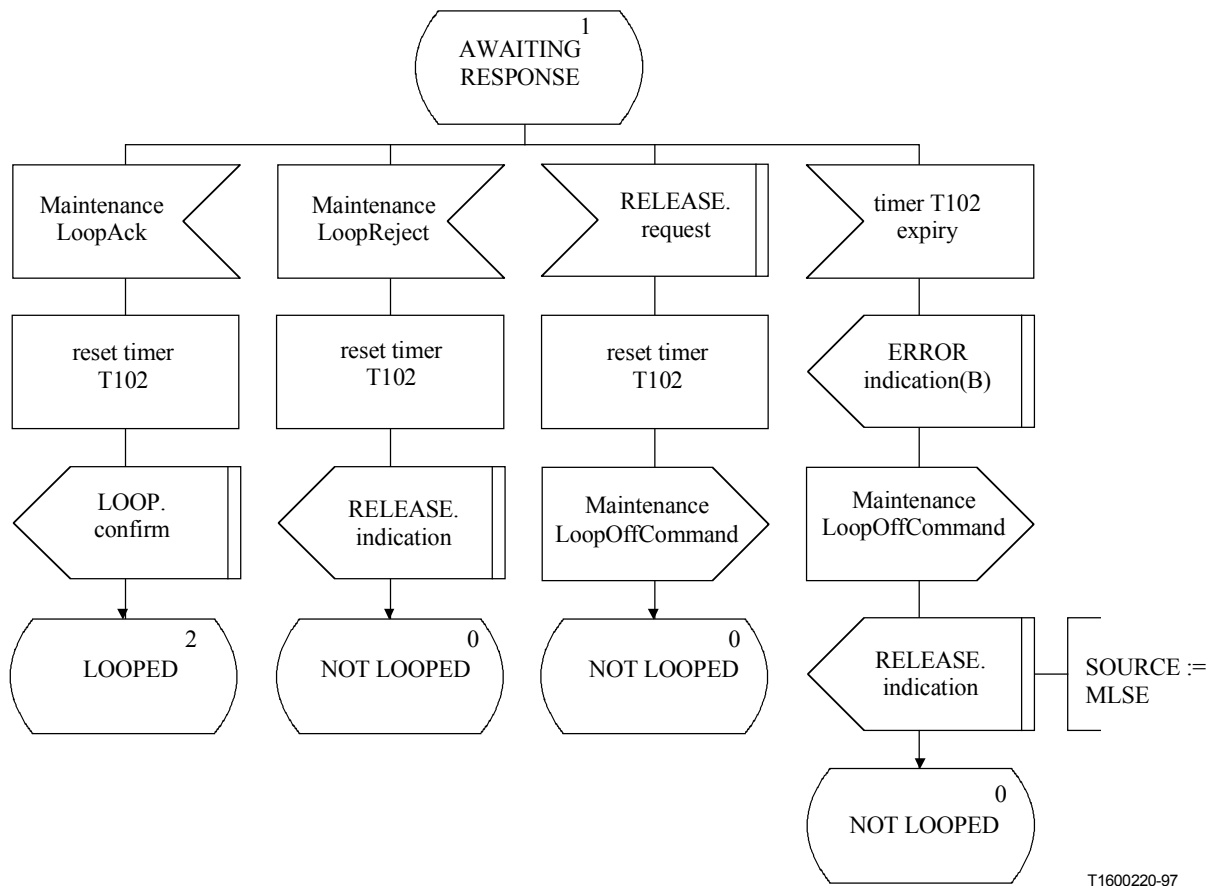 1
AWAITING
RESPONSE
Maintenance
LoopAck
Maintenance
LoopReject
RELEASE.
request
timer T102
expiry
reset timer
T102
reset timer
T102
reset timer
T102
ERROR
indication(B)
LOOP.
confirm
RELEASE.
indication
Maintenance
LoopOffCommand
Maintenance
LoopOffCommand
2
LOOPED
0
NOT LOOPED
0
NOT LOOPED
RELEASE.
indication
SOURCE :=
MLSE
0
NOT LOOPED
T1600220-97